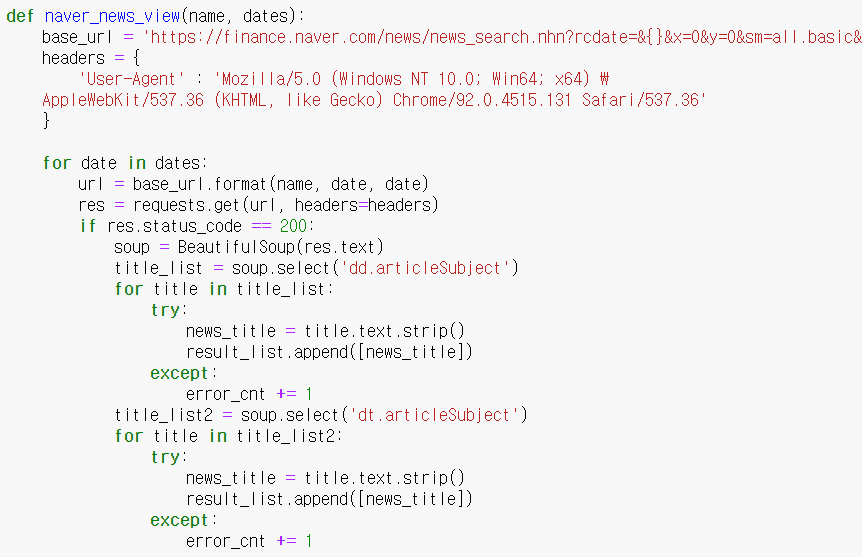 def naver_news_view(name, dates):
    base_url = 'https://finance.naver.com/news/news_search.nhn?rcdate=&{}&x=0&y=0&sm=all.basic&
    headers = {
        'User-Agent' : 'Mozilla/5.0 (Windows NT 10.0; Win64; x64) ₩
    AppleWebKit/537.36 (KHTML, like Gecko) Chrome/92.0.4515.131 Safari/537.36'
    }
    for date in dates:
        url = base_url.format(name, date, date)
        res = requests.get(url, headers=headers)
        if res.status_code == 200:
            soup = BeautifulSoup(res.text)
            title_list = soup.select('dd.articleSubject')
            for title in title_list:
                try:
                    news_title = title.text.strip()
                    result_list.append([news_title])
                except:
                    error_cnt += 1
            title_list2 = soup.select('dt.articleSubject')
            for title in title_list2:
                try:
                    news_title = title.text.strip()
                    result_list.append([news_title])
                except:
                    error_cnt += 1